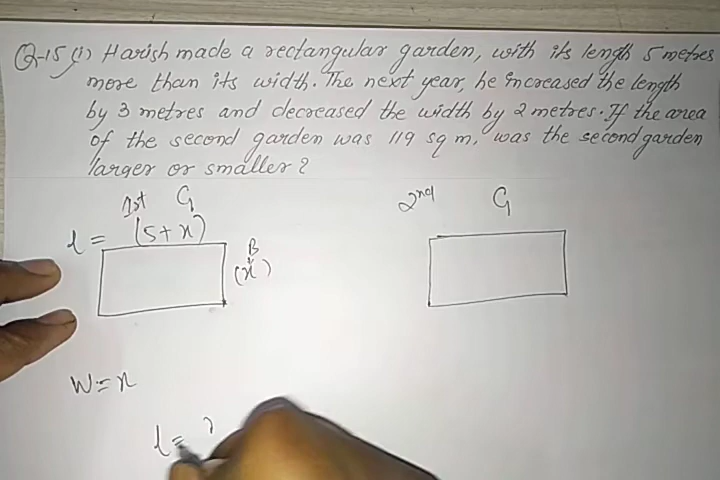 Q-15 (i) Harish made a rectangular garden, with its length 5 metres
more than its width. The next year, he increased the length
by 3 metres and decreased the width by 2 metres. If the area
of the second garden was 119 sq m, was the second garden
larger or smaller?
1st G
2nd G
l = (5+x)
B
(x)
W=x
l=